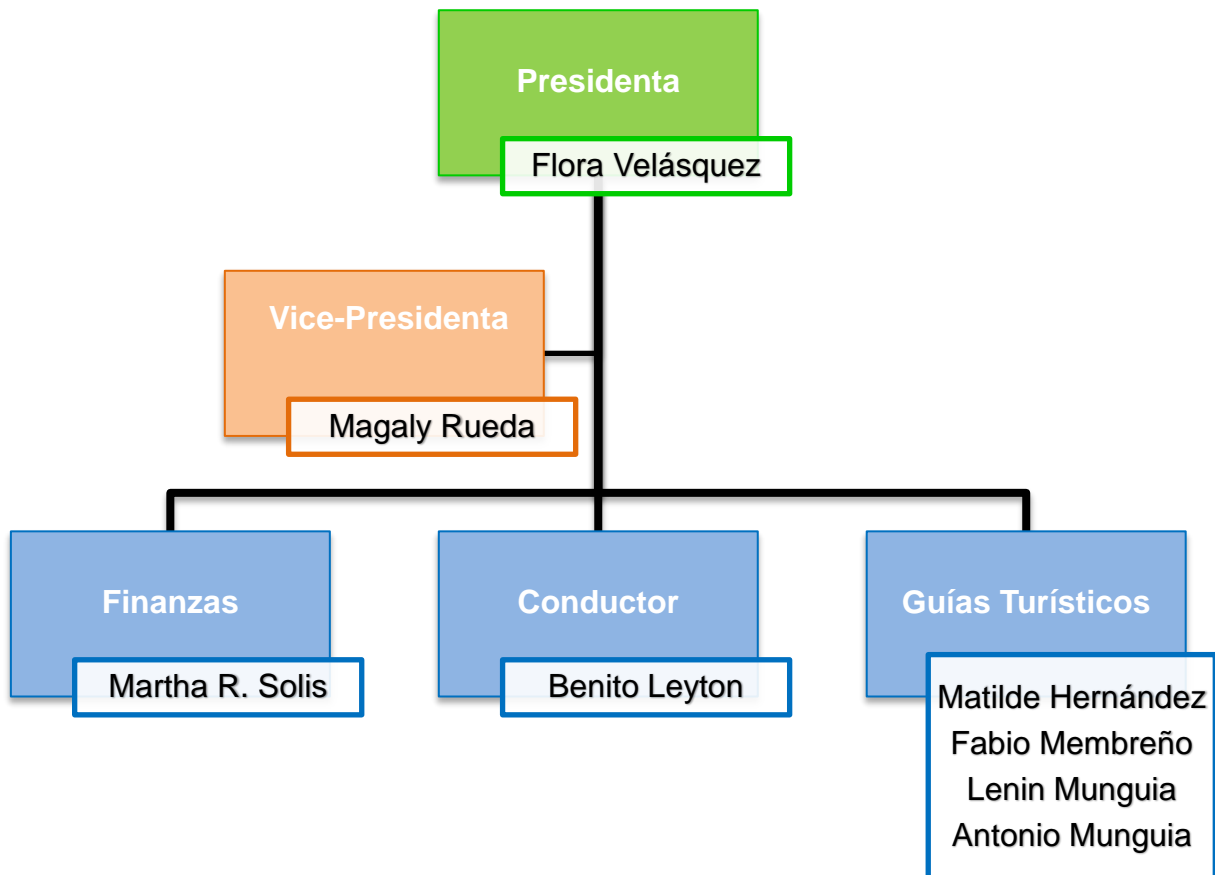 Presidenta
Flora Velásquez
Vice-Presidenta
Magaly Rueda
Finanzas
Martha R. Solis
Conductor
Benito Leyton
Guías Turísticos
Matilde Hernández
Fabio Membreño
Lenin Munguia
Antonio Munguia